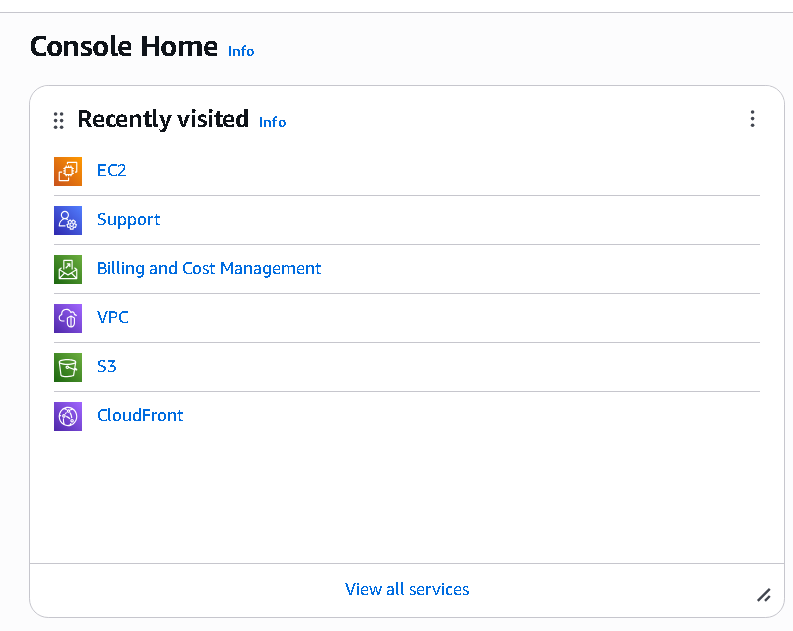 Console Home Info
Recently visited Info
EC2
Support
Billing and Cost Management
VPC
S3
CloudFront
View all services